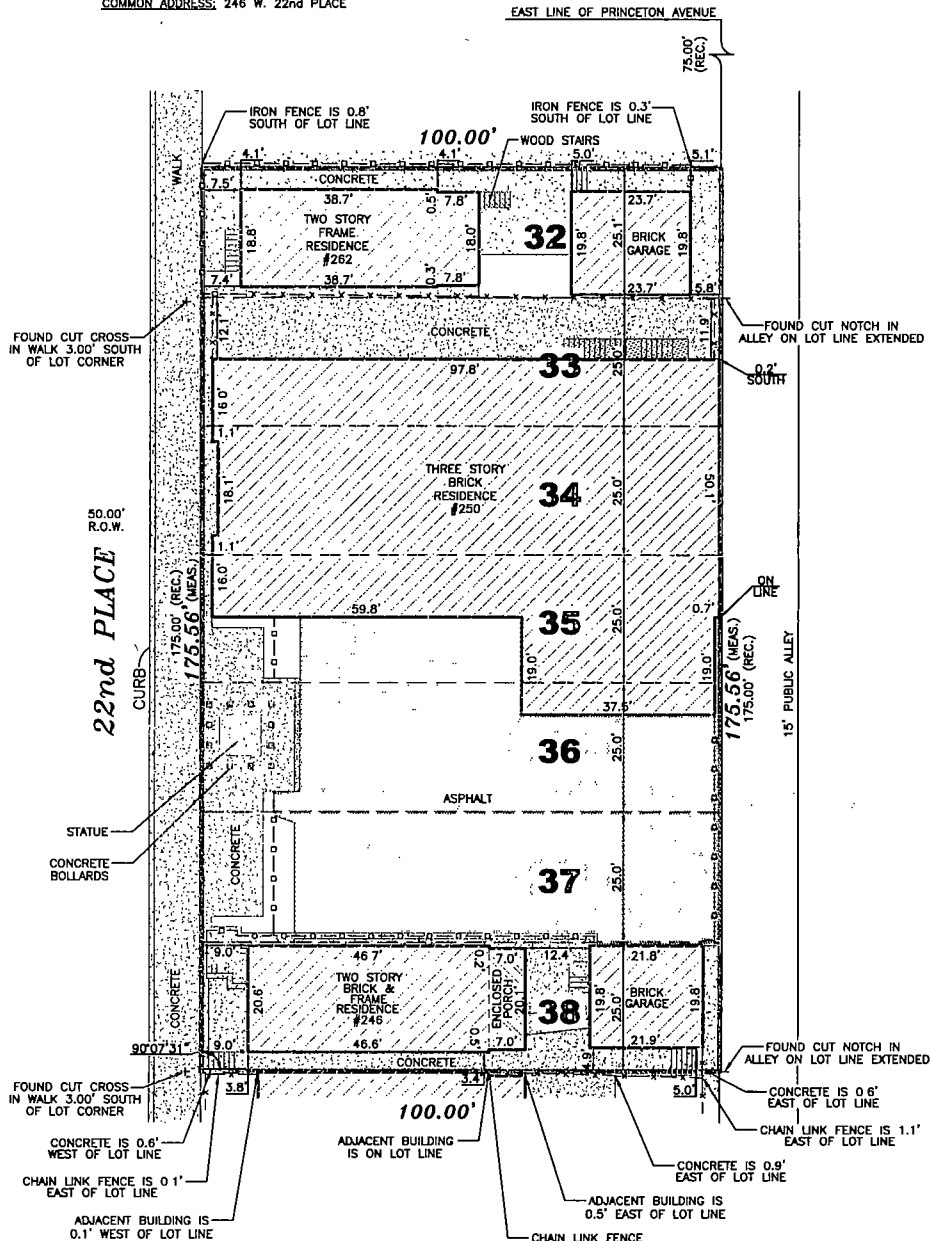 COMMON ADDRESS: 246 W. 22nd PLACE
EAST LINE OF PRINCETON AVENUE
75.00'
(REC.)
IRON FENCE IS 0.8'
SOUTH OF LOT LINE
IRON FENCE IS 0.3'
SOUTH OF LOT LINE
100.00'
WOOD STAIRS
WALK
4.1'
4.1'
5.0'
5.1'
CONCRETE
7.5'
38.7'
0.5'
7.8'
23.7'
TWO STORY
FRAME
RESIDENCE
#262
18.8'
18.0'
32
19.8'
25.1'
BRICK
GARAGE
19.8'
7.4'
38.7'
0.3'
7.8'
23.7'
5.8'
FOUND CUT CROSS
IN WALK 3.00' SOUTH
OF LOT CORNER
12.1'
CONCRETE
11.9'
FOUND CUT NOTCH IN
ALLEY ON LOT LINE EXTENDED
33
25.0'
97.8'
0.2'
SOUTH
16.0'
1.1'
THREE STORY
BRICK
RESIDENCE
#250
34
25.0'
50.1'
18.1'
50.00'
R.O.W.
1.1'
16.0'
22nd PLACE
CURB
175.00' (REC.)
175.56' (MEAS.)
59.8'
35
25.0'
0.7'
ON
LINE
19.0'
19.0'
37.5'
175.56' (MEAS.)
175.00' (REC.)
15' PUBLIC ALLEY
36
25.0'
ASPHALT
STATUE
CONCRETE
BOLLARDS
CONCRETE
37
25.0'
9.0'
46.7'
0.2'
7.0'
12.4'
21.8'
TWO STORY
BRICK &
FRAME
RESIDENCE
#246
20.6'
ENCLOSED
PORCH
20.1'
38
19.8'
25.0'
BRICK
GARAGE
19.8'
CONCRETE
9.0'
46.6'
0.5'
7.0'
4.9'
21.9'
90°07'31"
CONCRETE
FOUND CUT NOTCH IN
ALLEY ON LOT LINE EXTENDED
FOUND CUT CROSS
IN WALK 3.00' SOUTH
OF LOT CORNER
3.8'
3.4'
5.0'
100.00'
CONCRETE IS 0.6'
EAST OF LOT LINE
CONCRETE IS 0.6'
WEST OF LOT LINE
ADJACENT BUILDING
IS ON LOT LINE
CHAIN LINK FENCE IS 1.1'
EAST OF LOT LINE
CHAIN LINK FENCE IS 0.1'
EAST OF LOT LINE
CONCRETE IS 0.9'
EAST OF LOT LINE
ADJACENT BUILDING IS
0.1' WEST OF LOT LINE
ADJACENT BUILDING IS
0.5' EAST OF LOT LINE
CHAIN LINK FENCE